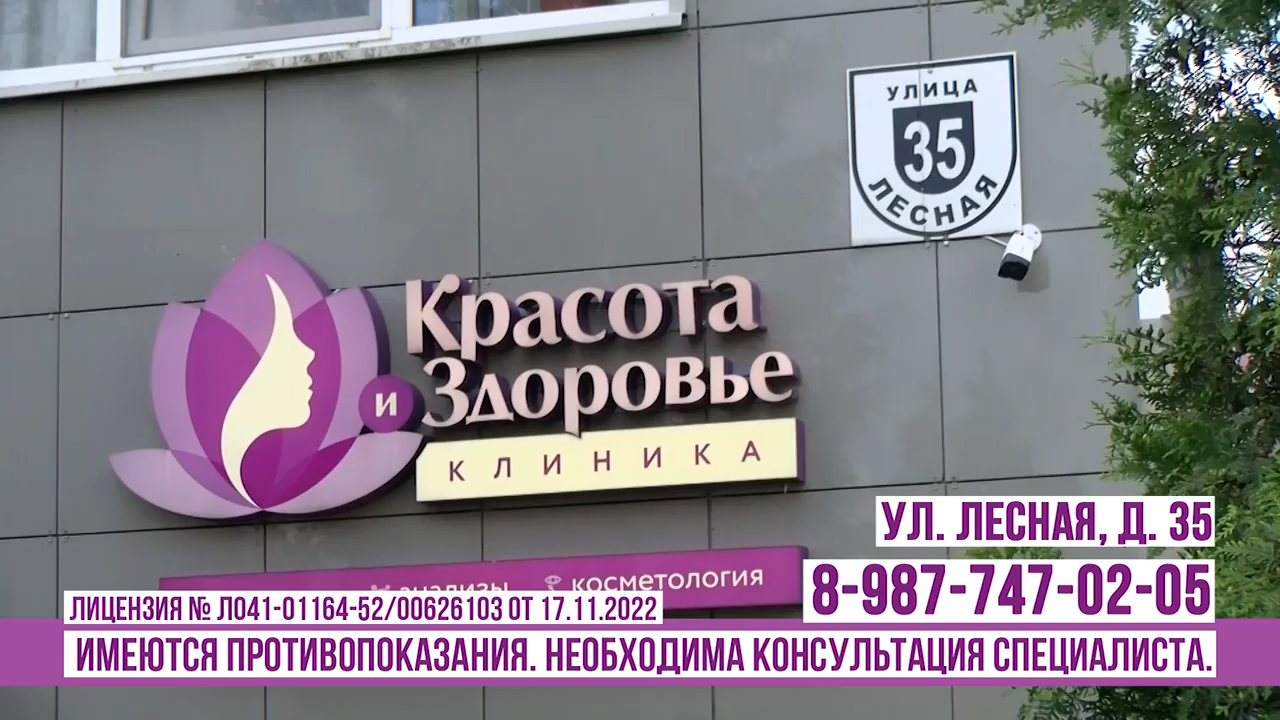 УЛИЦА
35
ЛЕСНАЯ
Красота
и Здоровье
КЛИНИКА
анализы косметология
УЛ. ЛЕСНАЯ, Д. 35
8-987-747-02-05
ЛИЦЕНЗИЯ № ЛО41-01164-52/00626103 ОТ 17.11.2022
ИМЕЮТСЯ ПРОТИВОПОКАЗАНИЯ. НЕОБХОДИМА КОНСУЛЬТАЦИЯ СПЕЦИАЛИСТА.